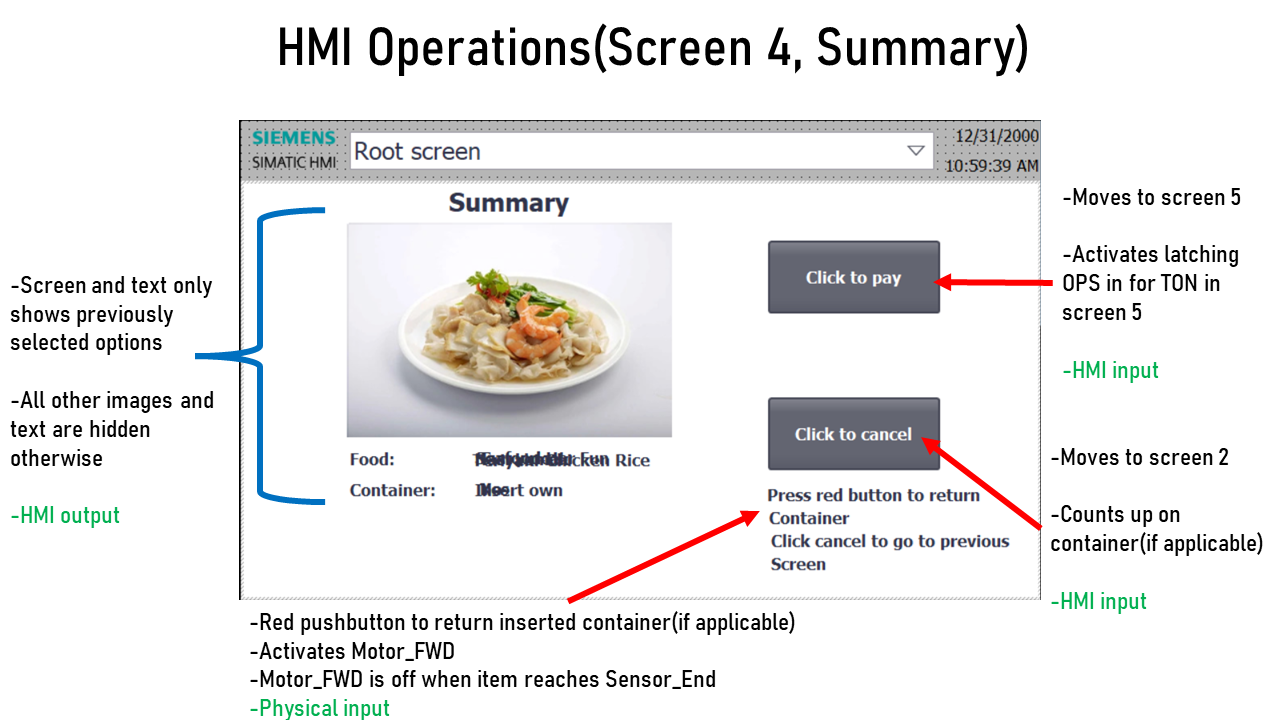 HMI Operations(Screen 4, Summary)
SIEMENS
SIMATIC HMI
Root screen
12/31/2000
10:59:39 AM
Summary
Click to pay
Click to cancel
Food:
Chicken Rice
Container:
Insert own
Press red button to return
Container
Click cancel to go to previous
Screen
-Screen and text only
shows previously
selected options
-All other images and
text are hidden
otherwise
-HMI output
-Moves to screen 5
-Activates latching
OPS in for TON in
screen 5
-HMI input
-Moves to screen 2
-Counts up on
container(if applicable)
-HMI input
-Red pushbutton to return inserted container(if applicable)
-Activates Motor_FWD
-Motor_FWD is off when item reaches Sensor_End
-Physical input